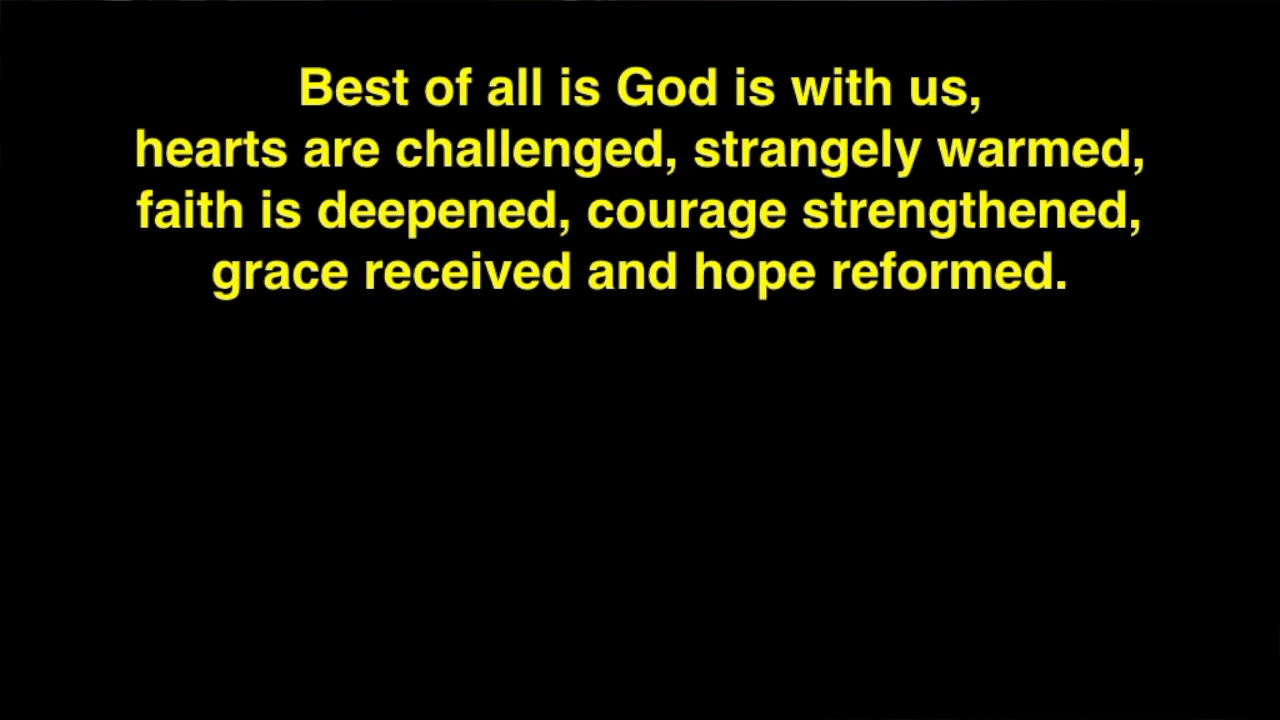 Best of all is God is with us,
hearts are challenged, strangely warmed,
faith is deepened, courage strengthened,
grace received and hope reformed.